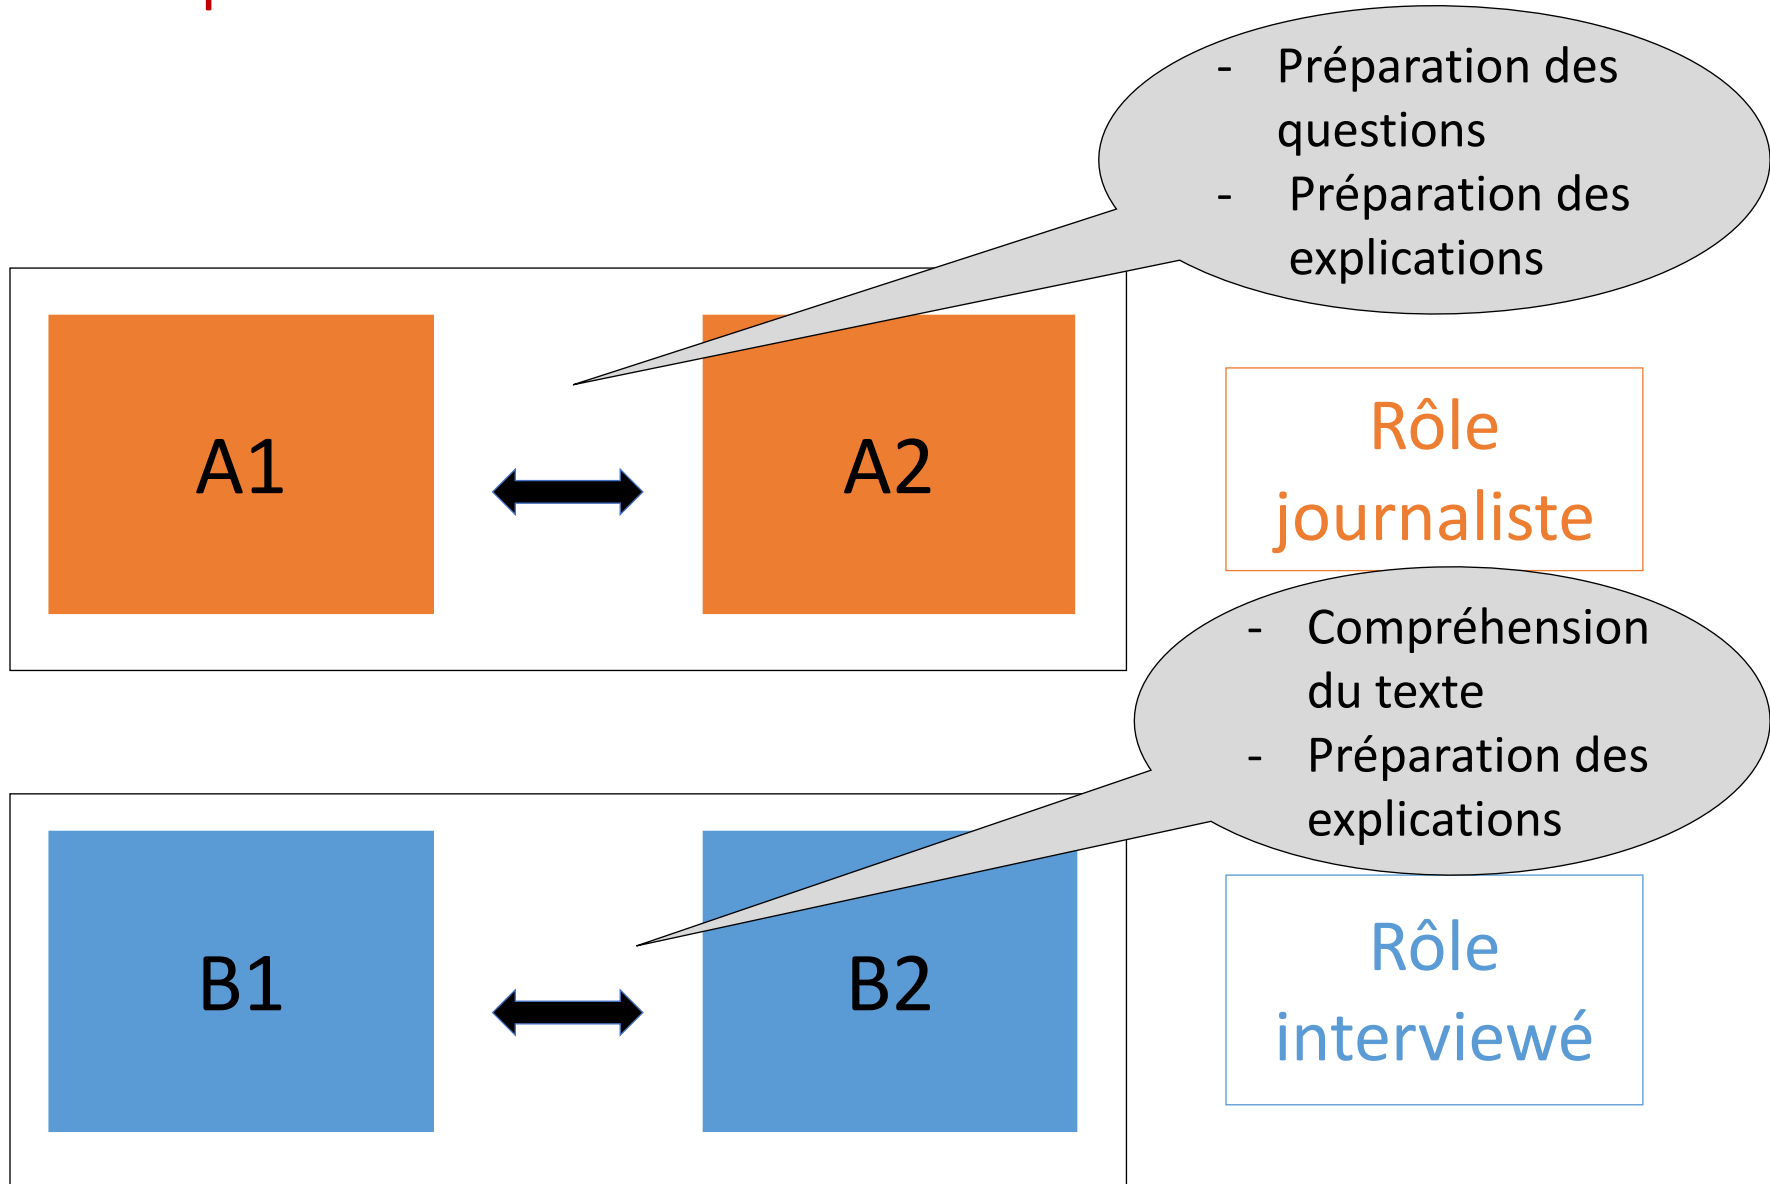 - Préparation des
questions
- Préparation des
explications
A1
A2
Rôle
journaliste
- Compréhension
du texte
- Préparation des
explications
B1
B2
Rôle
interviewé